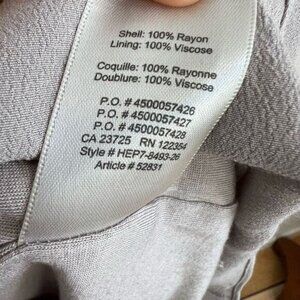 Shell: 100% Rayon
Lining: 100% Viscose
Coquille: 100% Rayonne
Doublure: 100% Viscose
P.O. # 4500057426
P.O. # 4500057427
P.O. # 4500057428
CA 23725 RN 122354
Style # HEP7-8493-26
Article # 52831